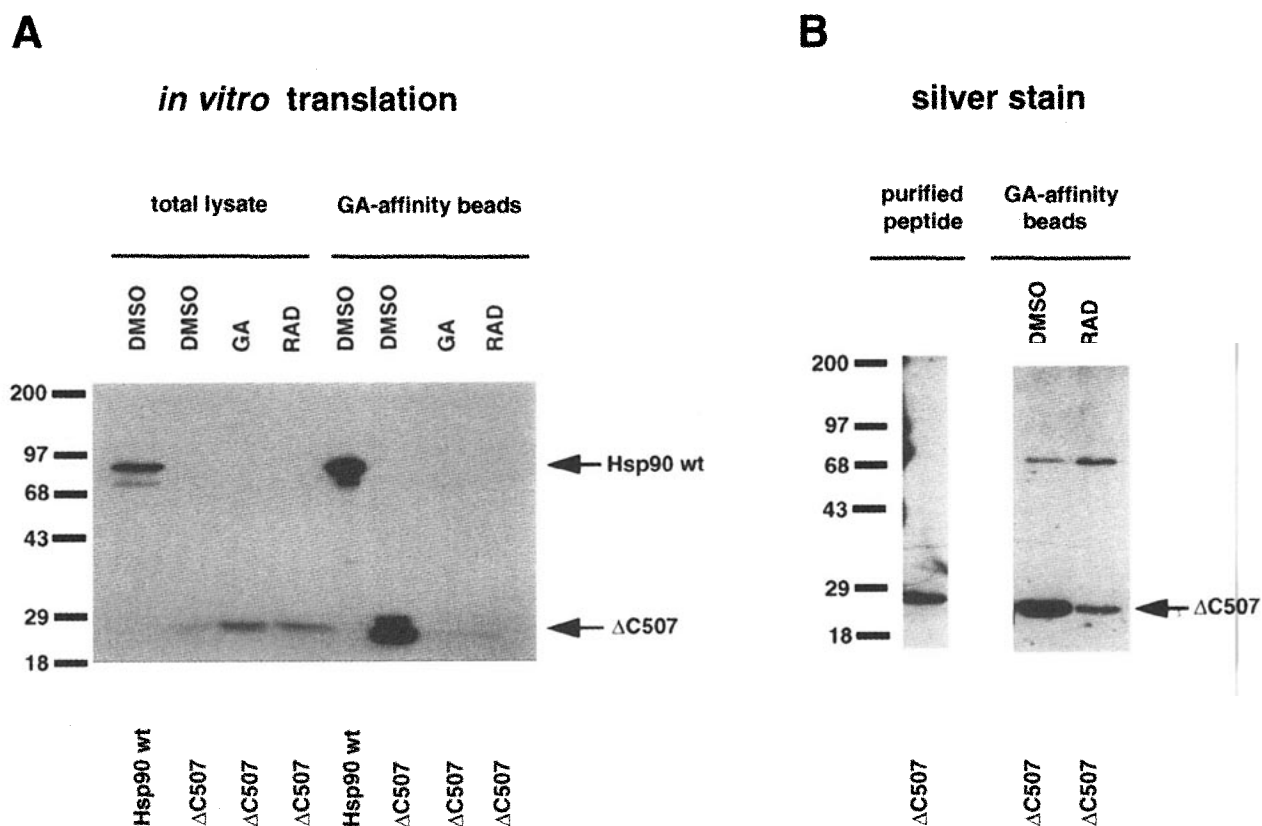 A
in vitro translation
total lysate GA-affinity beads
DMSO DMSO GA RAD DMSO DMSO GA RAD
200
97
68
43
29
18
Hsp90 wt
ΔC507
Hsp90 wt ΔC507 ΔC507 ΔC507 Hsp90 wt ΔC507 ΔC507 ΔC507
B
silver stain
purified peptide
GA-affinity beads
DMSO RAD
200
97
68
43
29
18
ΔC507
ΔC507 ΔC507 ΔC507